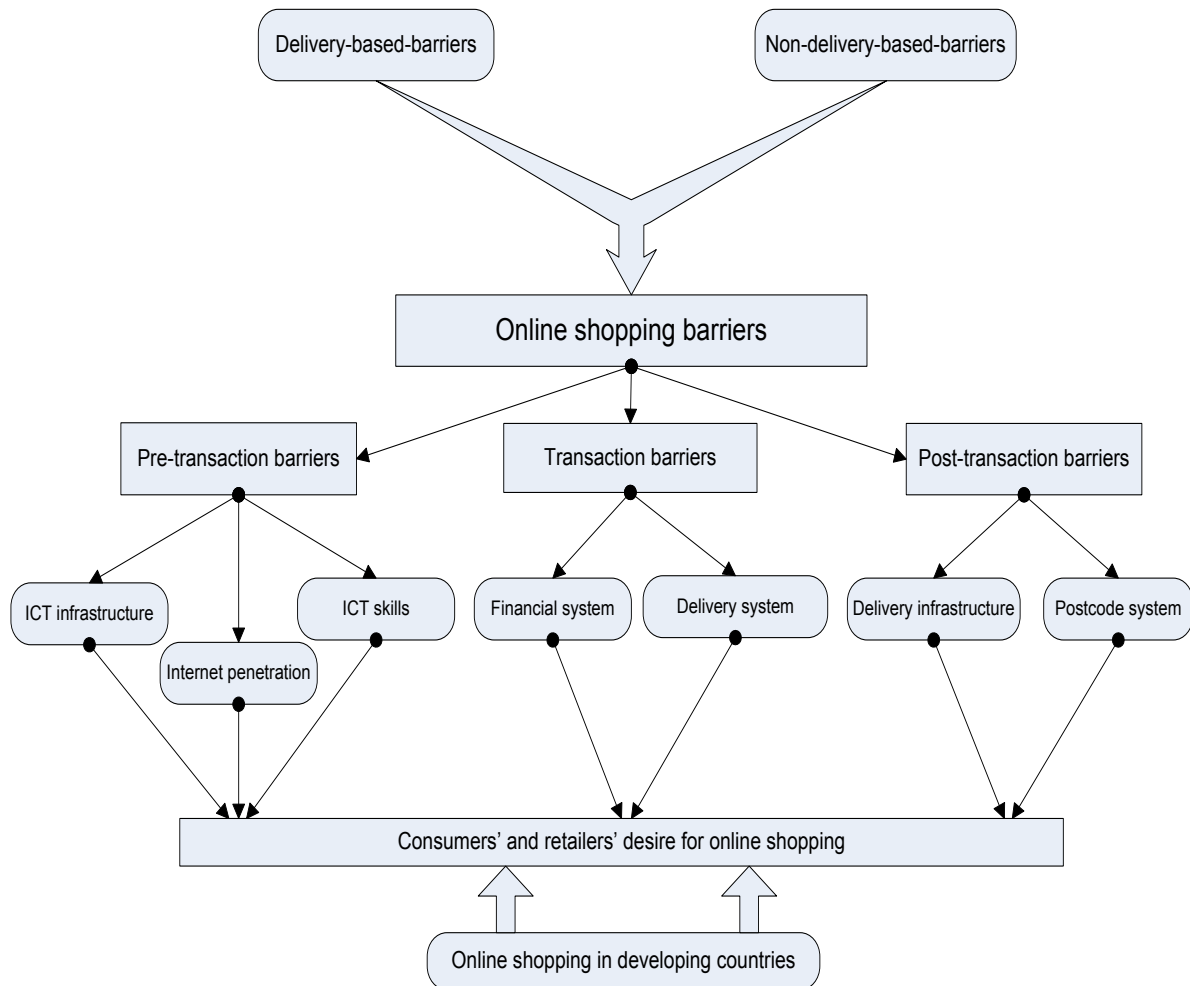 Delivery-based-barriers
Non-delivery-based-barriers
Online shopping barriers
Pre-transaction barriers
Transaction barriers
Post-transaction barriers
ICT infrastructure
Internet penetration
ICT skills
Financial system
Delivery system
Delivery infrastructure
Postcode system
Consumers’ and retailers’ desire for online shopping
Online shopping in developing countries